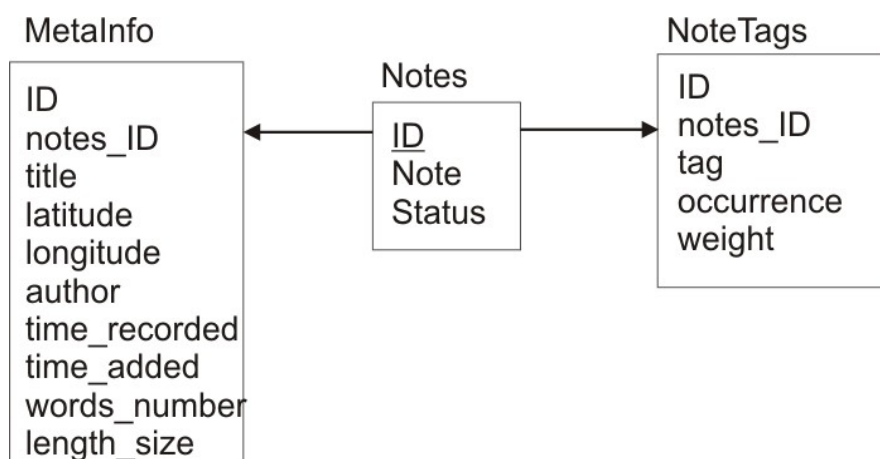 MetaInfo
ID
notes_ID
title
latitude
longitude
author
time_recorded
time_added
words_number
length_size
Notes
ID
Note
Status
NoteTags
ID
notes_ID
tag
occurrence
weight